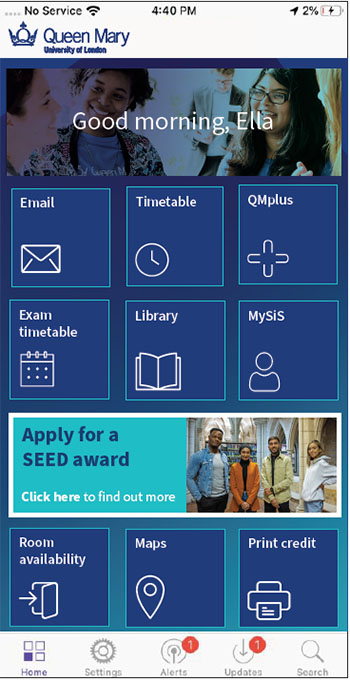 No Service 4:40 PM 2%
Queen Mary
University of London
Good morning, Ella
Email
Timetable
QMplus
Exam
timetable
Library
MySiS
Apply for a
SEED award
Click here to find out more
Room
availability
Maps
Print credit
1 1
Home Settings Alerts Updates Search